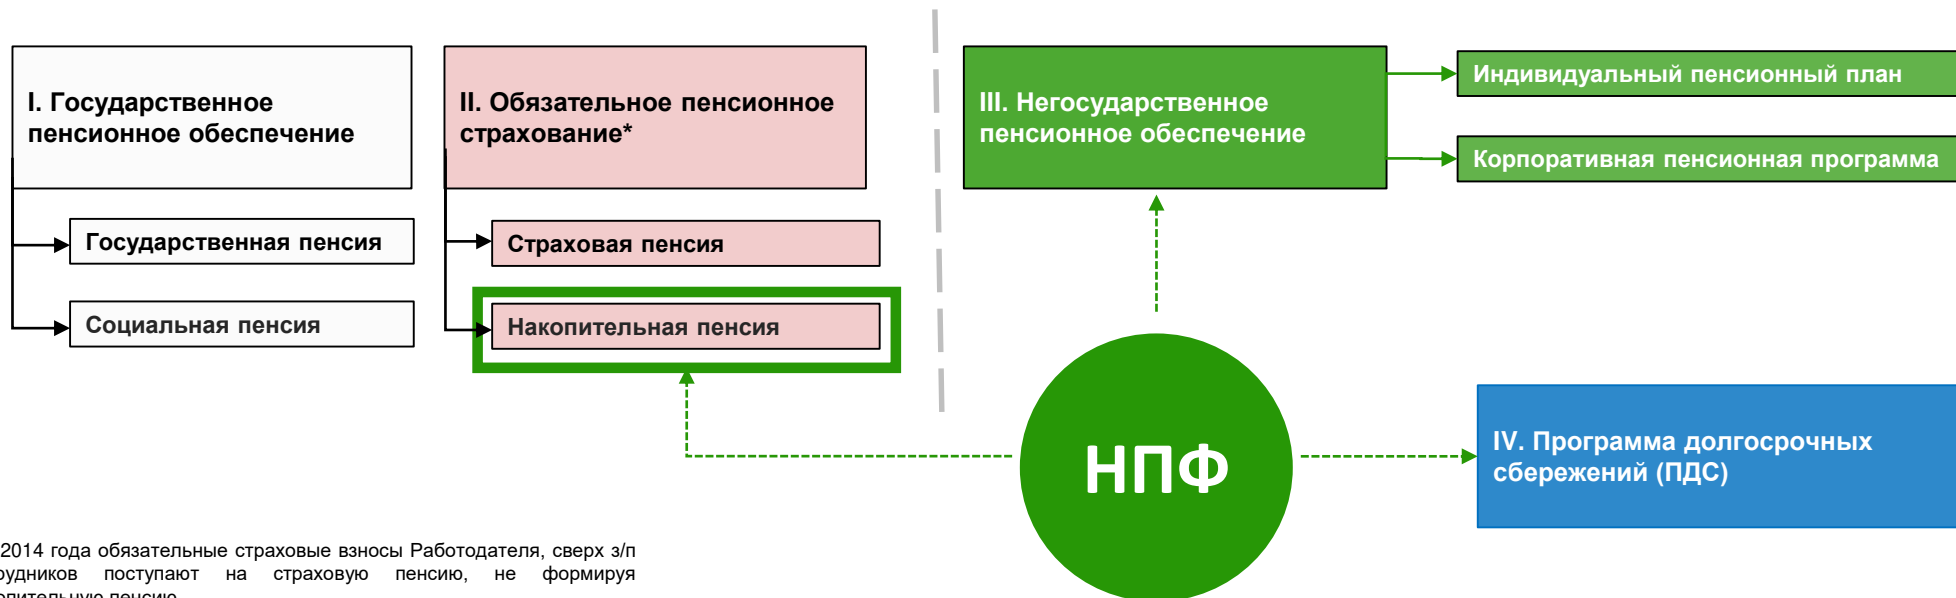 I. Государственное
пенсионное обеспечение
Государственная пенсия
Социальная пенсия
II. Обязательное пенсионное
страхование*
Страховая пенсия
Накопительная пенсия
III. Негосударственное
пенсионное обеспечение
Индивидуальный пенсионный план
Корпоративная пенсионная программа
НПФ
IV. Программа долгосрочных
сбережений (ПДС)
2014 года обязательные страховые взносы Работодателя, сверх з/п
поступают на страховую пенсию, не формируя
пенсию